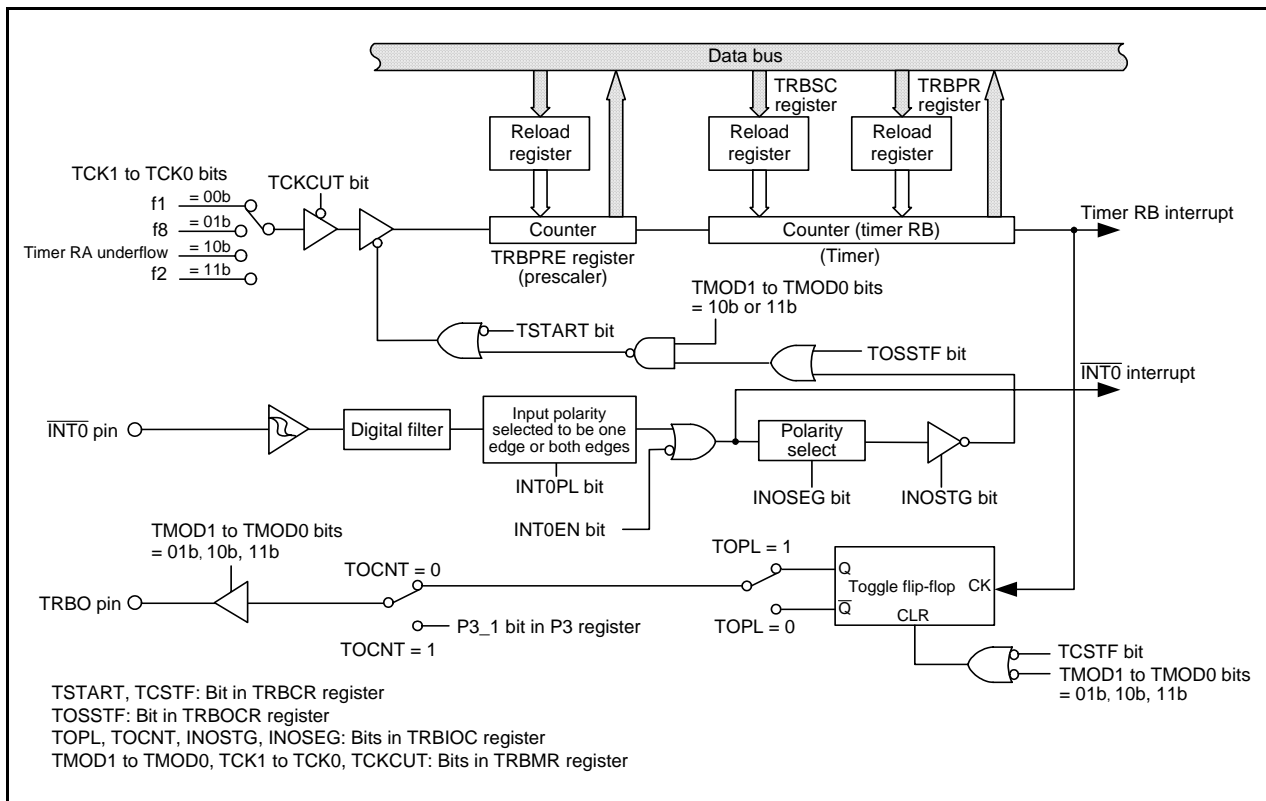 Data bus
TRBSC
register
TRBPR
register
Reload
register
Reload
register
Reload
register
TCK1 to TCK0 bits
TCKCUT bit
f1
= 00b
f8
= 01b
Timer RA underflow
= 10b
f2
= 11b
Counter
Counter (timer RB)
Timer RB interrupt
TRBPRE register
(prescaler)
(Timer)
TMOD1 to TMOD0 bits
= 10b or 11b
TSTART bit
TOSSTF bit
INT0 interrupt
INT0 pin
Digital filter
Input polarity
selected to be one
edge or both edges
Polarity
select
INT0PL bit
INOSEG bit
INOSTG bit
INT0EN bit
TMOD1 to TMOD0 bits
= 01b, 10b, 11b
TOPL = 1
TOCNT = 0
Q
Toggle flip-flop
CK
Q
CLR
TRBO pin
P3_1 bit in P3 register
TOPL = 0
TOCNT = 1
TCSTF bit
TMOD1 to TMOD0 bits
= 01b, 10b, 11b
TSTART, TCSTF: Bit in TRBCR register
TOSSTF: Bit in TRBOCR register
TOPL, TOCNT, INOSTG, INOSEG: Bits in TRBIOC register
TMOD1 to TMOD0, TCK1 to TCK0, TCKCUT: Bits in TRBMR register